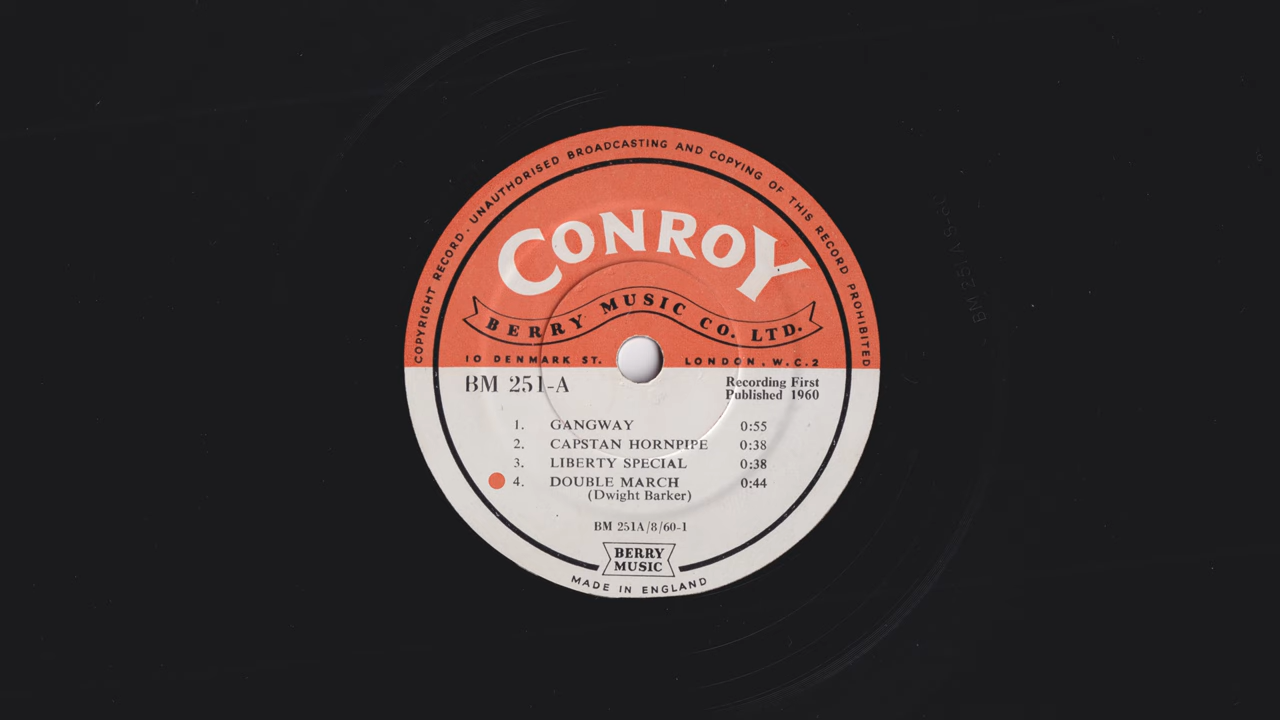 COPYRIGHT RECORD. UNAUTHORISED BROADCASTING AND COPYING OF THIS RECORD PROHIBITED
CONROY
BERRY MUSIC CO. LTD.
10 DENMARK ST. LONDON, W.C.2
BM 251-A
Recording First
Published 1960
1. GANGWAY 0:55
2. CAPSTAN HORNPIPE 0:38
3. LIBERTY SPECIAL 0:38
4. DOUBLE MARCH 0:44
(Dwight Barker)
BM 251A/8/60-1
BERRY
MUSIC
MADE IN ENGLAND
BM 251 A